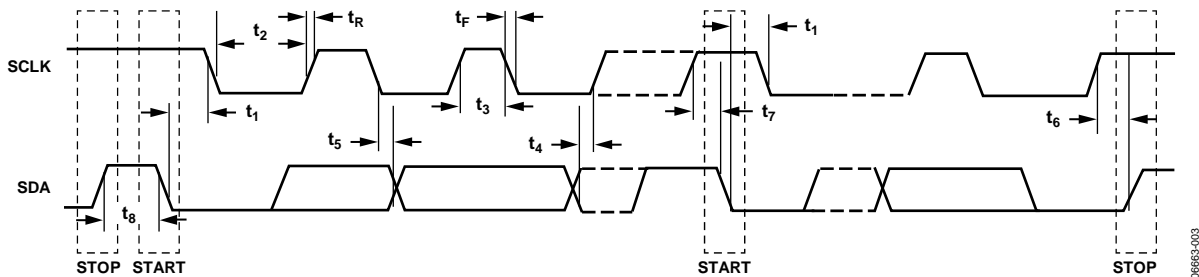 t2 tR tF t1
SCLK
t1 t3 t7 t6
t5 t4
SDA
t8
STOP START START STOP
06663-003